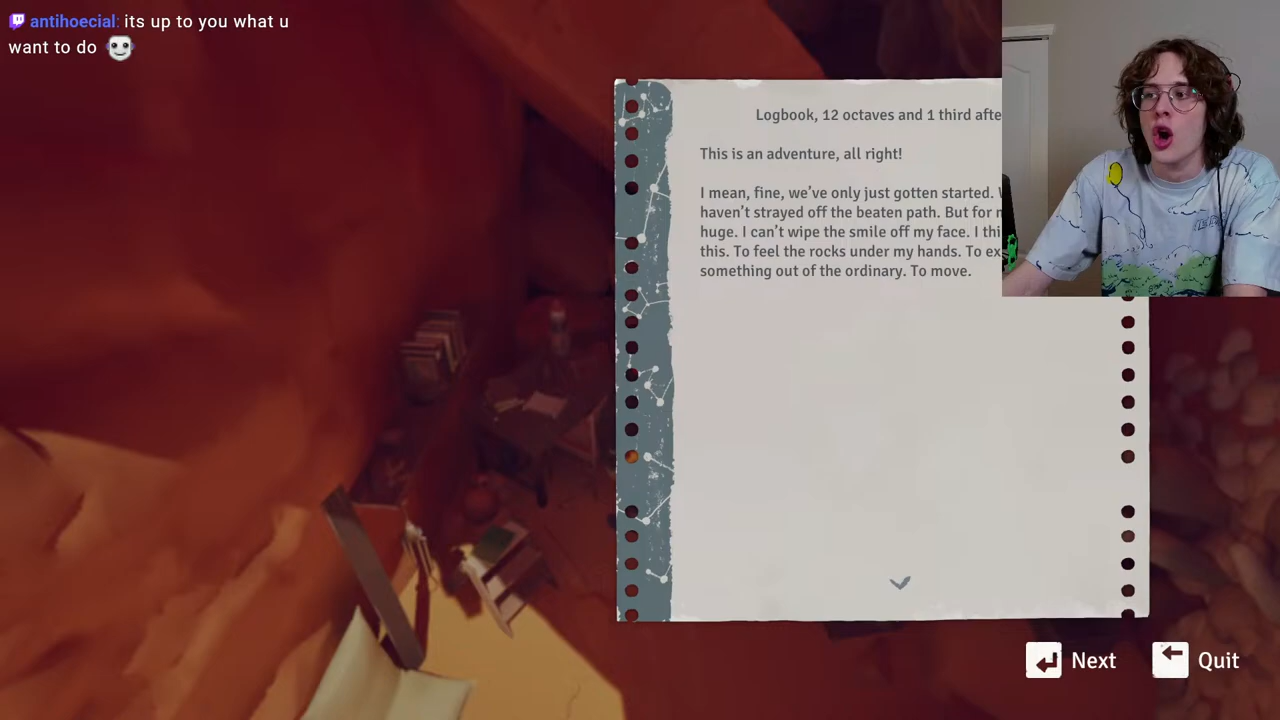 antihoecial: its up to you what u
want to do
Logbook, 12 octaves and 1 third afte
This is an adventure, all right!
I mean, fine, we've only just gotten started.
haven't strayed off the beaten path. But for
huge. I can't wipe the smile off my face. I thi
this. To feel the rocks under my hands. To ex
something out of the ordinary. To move.
Next
Quit